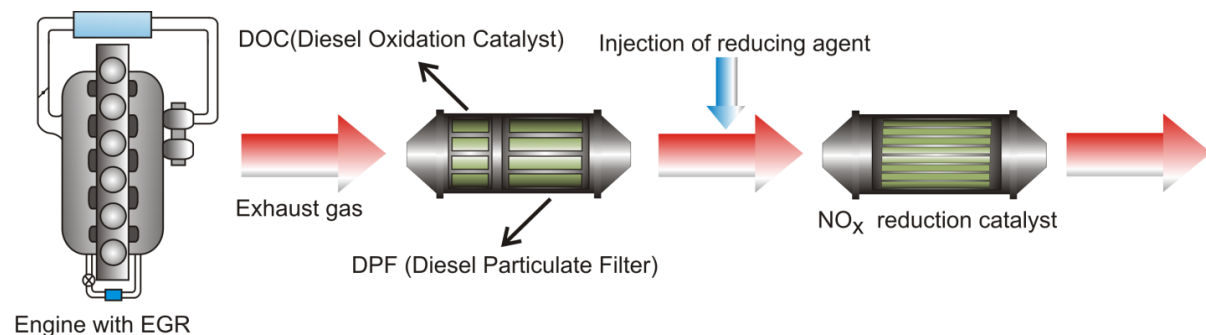 DOC(Diesel Oxidation Catalyst)
Injection of reducing agent
Exhaust gas
NOx reduction catalyst
DPF (Diesel Particulate Filter)
Engine with EGR